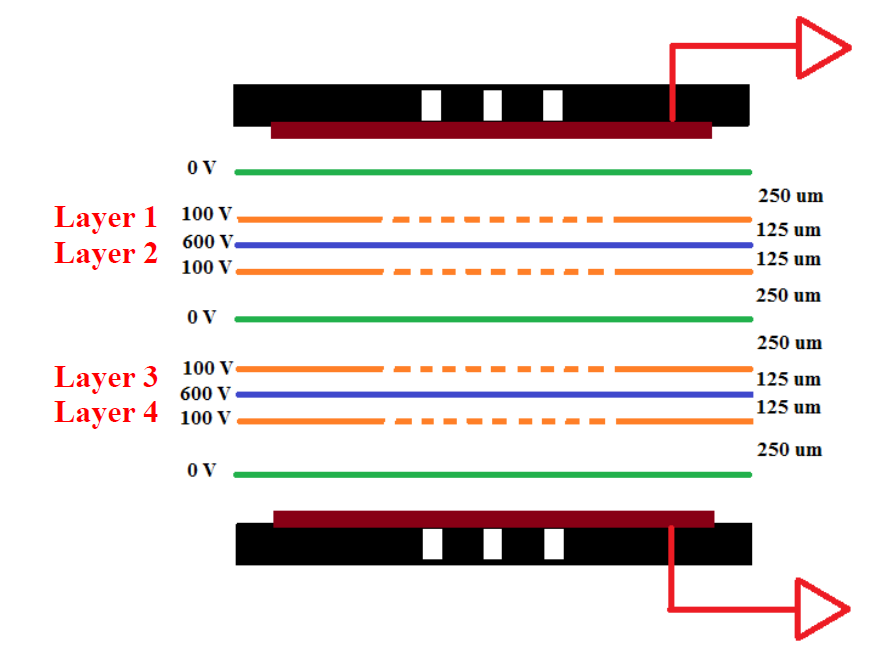 0 V
250 um
Layer 1
100 V
125 um
600 V
Layer 2
125 um
100 V
250 um
0 V
250 um
Layer 3
100 V
125 um
600 V
125 um
Layer 4
100 V
250 um
0 V